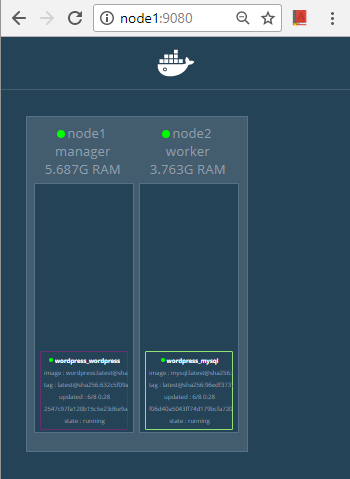 node1:9080
node1
manager
5.687G RAM
node2
worker
3.763G RAM
wordpress_wordpress
image : wordpress:latest@sha
tag : latest@sha256:632c5f09a
updated : 6/8 0:28
state : running
wordpress_mysql
image : mysql:latest@sha256:
tag : latest@sha256:96edf373
updated : 6/8 0:28
state : running